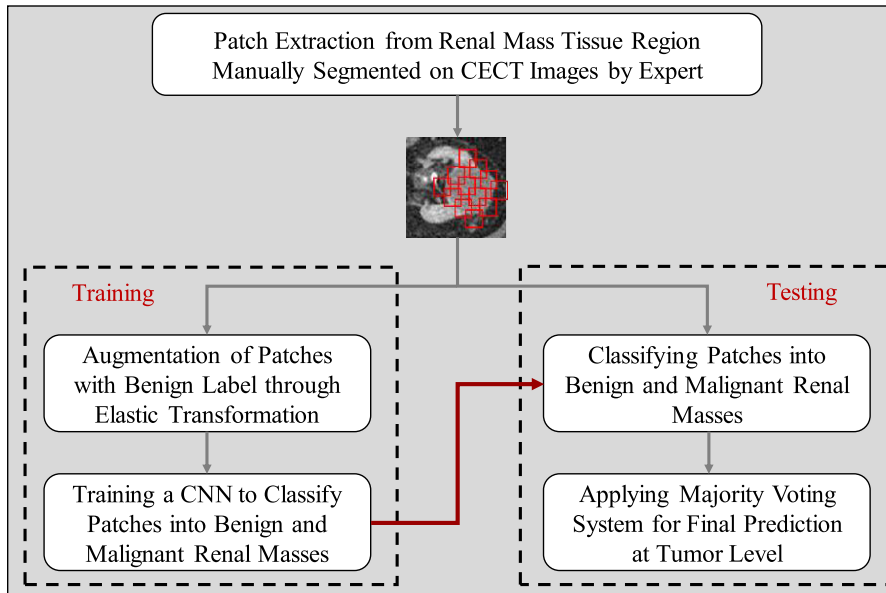 Patch Extraction from Renal Mass Tissue Region
Manually Segmented on CECT Images by Expert
Training
Augmentation of Patches
with Benign Label through
Elastic Transformation
Training a CNN to Classify
Patches into Benign and
Malignant Renal Masses
Testing
Classifying Patches into
Benign and Malignant Renal
Masses
Applying Majority Voting
System for Final Prediction
at Tumor Level